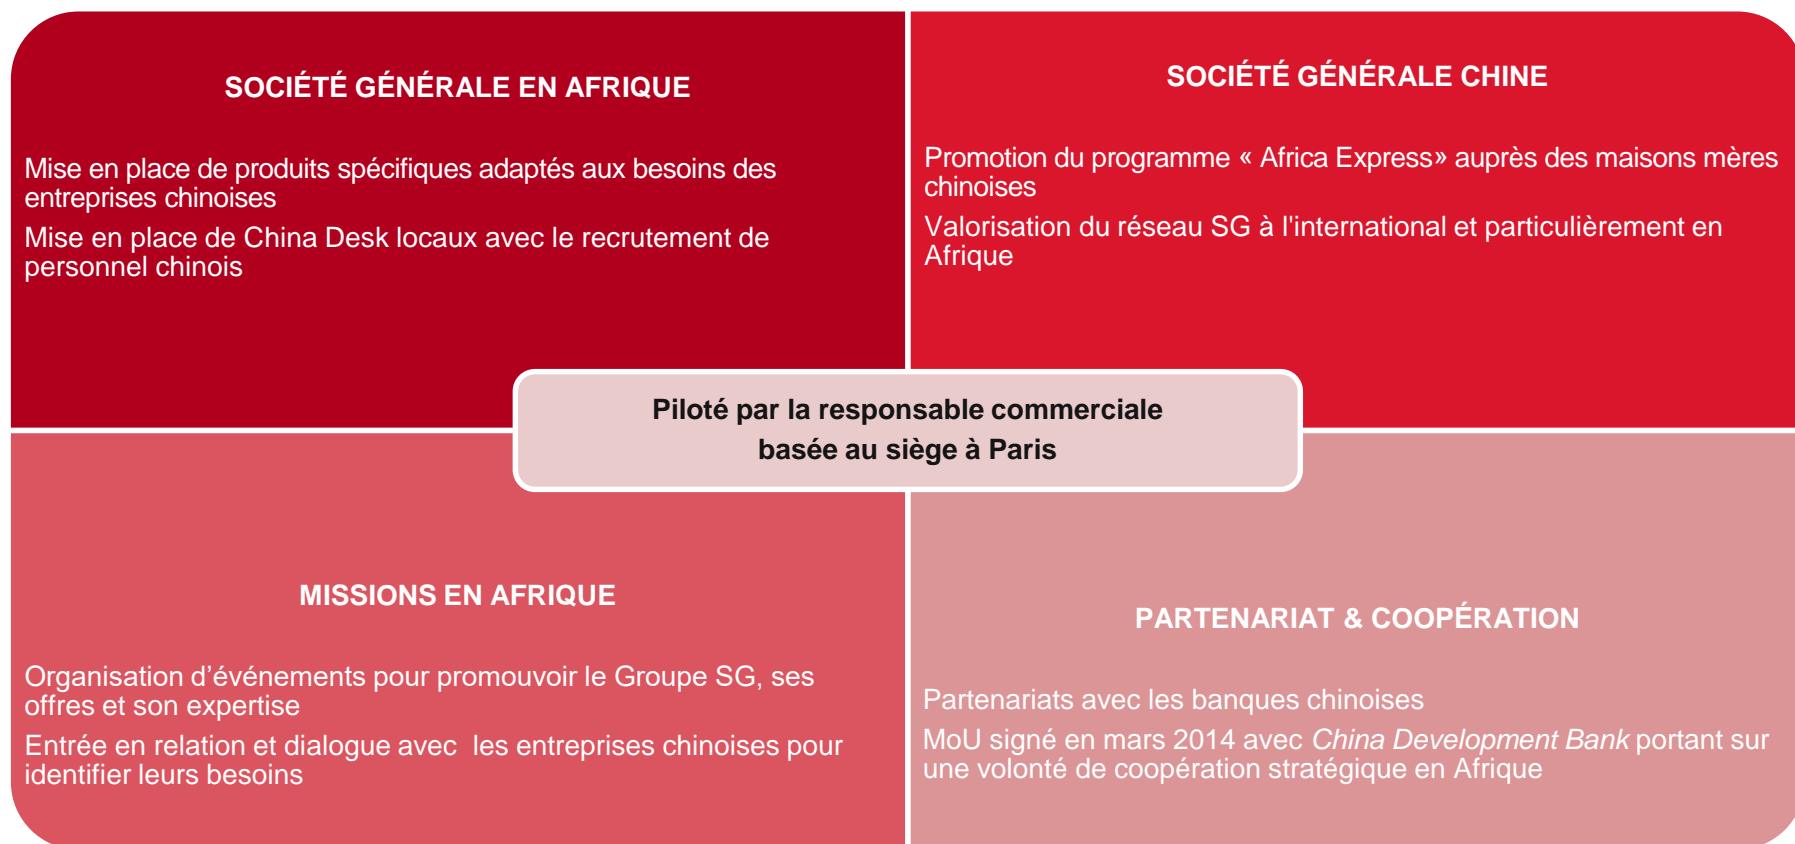 SOCIÉTÉ GÉNÉRALE EN AFRIQUE
Mise en place de produits spécifiques adaptés aux besoins des
entreprises chinoises
Mise en place de China Desk locaux avec le recrutement de
personnel chinois
SOCIÉTÉ GÉNÉRALE CHINE
Promotion du programme « Africa Express» auprès des maisons mères
chinoises
Valorisation du réseau SG à l'international et particulièrement en
Afrique
Piloté par la responsable commerciale
basée au siège à Paris
MISSIONS EN AFRIQUE
Organisation d’événements pour promouvoir le Groupe SG, ses
offres et son expertise
Entrée en relation et dialogue avec  les entreprises chinoises pour
identifier leurs besoins
PARTENARIAT & COOPÉRATION
Partenariats avec les banques chinoises
MoU signé en mars 2014 avec China Development Bank portant sur
une volonté de coopération stratégique en Afrique